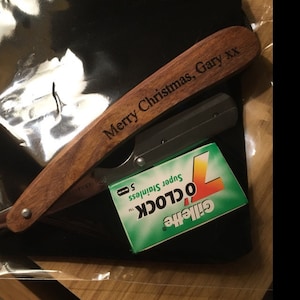 Merry Christmas, Gary xx
Gillette
7
O'CLOCK
Super Stainless
5